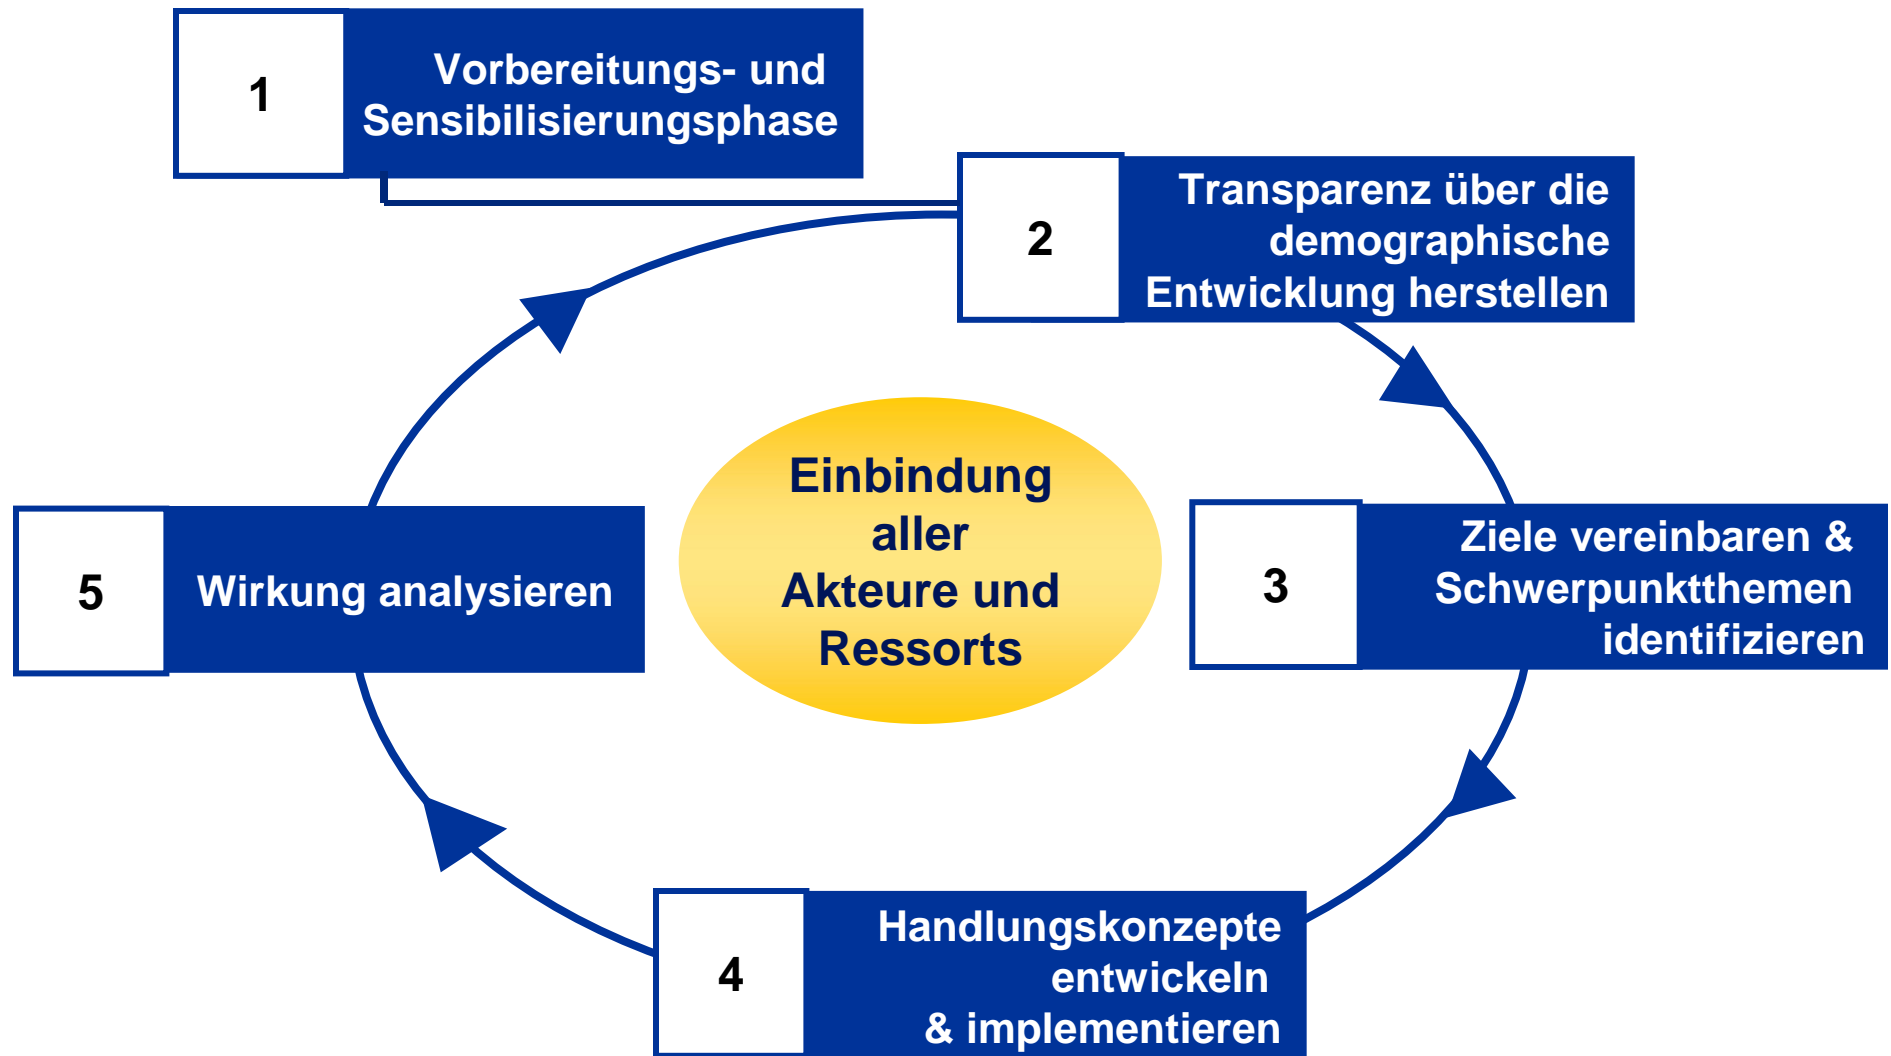 1
Vorbereitungs- und
Sensibilisierungsphase
2
Transparenz über die
demographische
Entwicklung herstellen
3
Ziele vereinbaren &
Schwerpunktthemen
identifizieren
4
Handlungskonzepte
entwickeln
& implementieren
5
Wirkung analysieren
Einbindung
aller
Akteure und
Ressorts